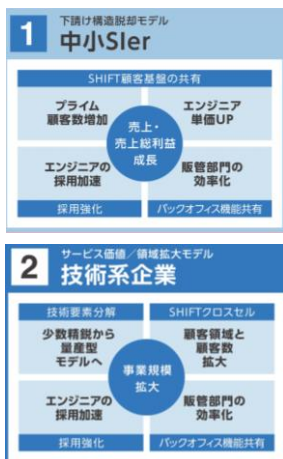 1
下請け構造脱却モデル
中小SIer
SHIFT顧客基盤の共有
プライム
顧客数増加
エンジニア
単価UP
売上・
売上総利益
成長
エンジニアの
採用加速
販管部門の
効率化
採用強化
バックオフィス機能共有
2
サービス価値／領域拡大モデル
技術系企業
技術要素分解
SHIFTクロスセル
少数精鋭から
量産型
モデルへ
顧客領域と
顧客数
拡大
事業規模
拡大
エンジニアの
採用加速
販管部門の
効率化
採用強化
バックオフィス機能共有